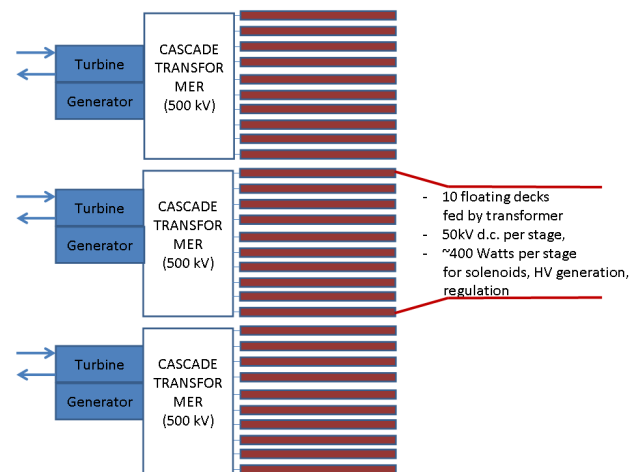 CASCADE
TRANSFOR
MER
(500 kV)
Turbine
Generator
CASCADE
TRANSFOR
MER
(500 kV)
Turbine
Generator
- 10 floating decks
fed by transformer
- 50kV d.c. per stage,
- ~400 Watts per stage
for solenoids, HV generation,
regulation
CASCADE
TRANSFOR
MER
(500 kV)
Turbine
Generator